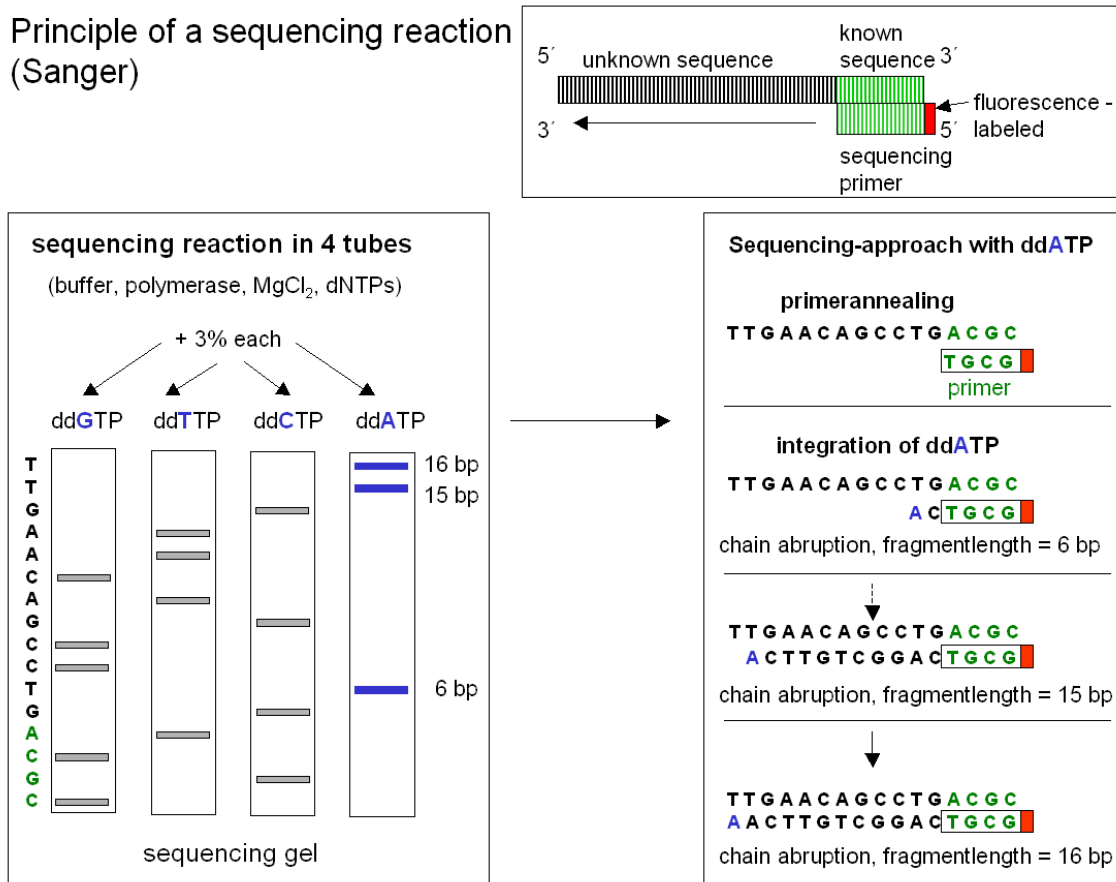 Principle of a sequencing reaction
(Sanger)
5´
unknown sequence
known
sequence
3´
fluorescence -
labeled
3´
5´
sequencing
primer
sequencing reaction in 4 tubes
(buffer, polymerase, MgCl₂, dNTPs)
+ 3% each
ddGTP ddTTP ddCTP ddATP
T
T
G
A
A
C
A
G
C
C
T
G
A
C
G
C
16 bp
15 bp
6 bp
sequencing gel
Sequencing-approach with ddATP
primerannealing
TTGAACAGCCTGACGC
TGCG
primer
integration of ddATP
TTGAACAGCCTGACGC
ACTGCG
chain abruption, fragmentlength = 6 bp
TTGAACAGCCTGACGC
ACTTGTCGGACTGCG
chain abruption, fragmentlength = 15 bp
TTGAACAGCCTGACGC
AACTTGTCGGACTGCG
chain abruption, fragmentlength = 16 bp